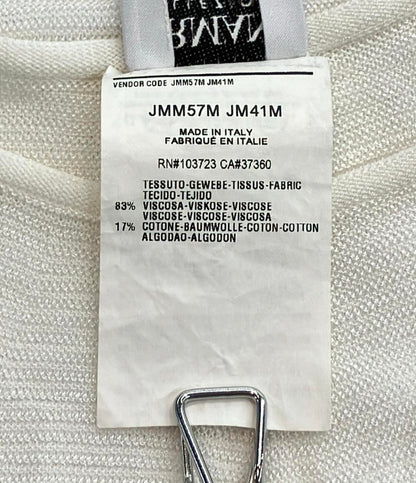 VENDOR CODE JMM57M JM41M
JMM57M JM41M
MADE IN ITALY
FABRIQUÉ EN ITALIE
RN#103723 CA#37360
TESSUTO-GEWEBE-TISSUS-FABRIC
TECIDO-TEJIDO
83% VISCOSA-VISKOSE-VISCOSE
VISCOSE-VISCOSE-VISCOSA
17% COTONE-BAUMWOLLE-COTON-COTTON
ALGODAO-ALGODON